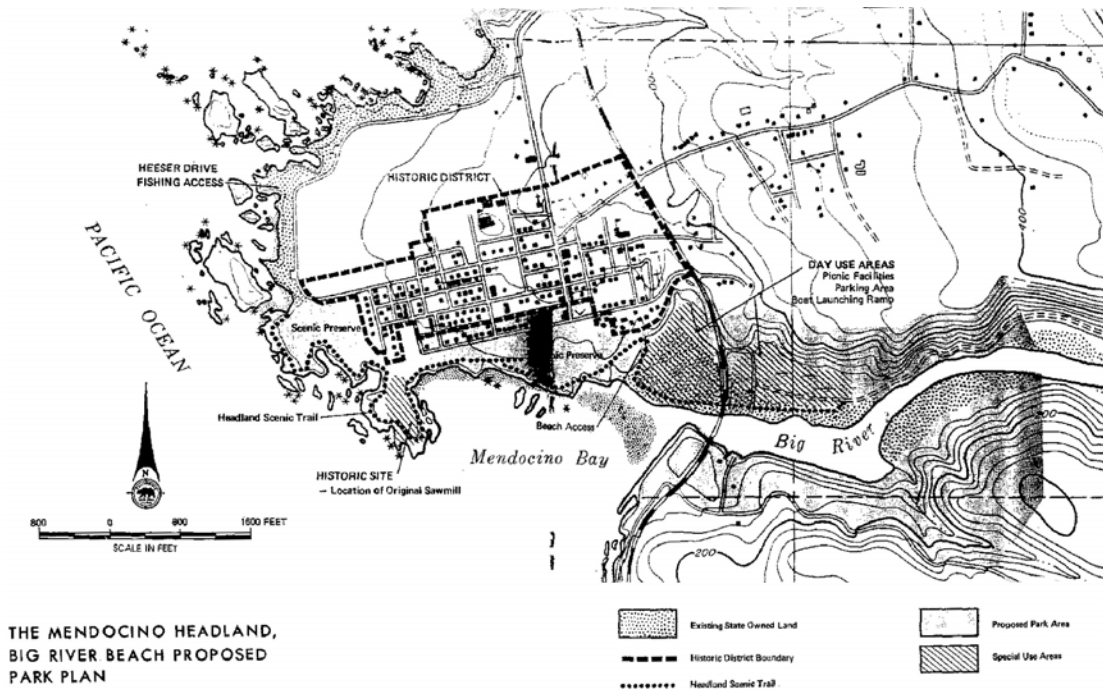 HEESER DRIVE
FISHING ACCESS
HISTORIC DISTRICT
400
PACIFIC OCEAN
DAY USE AREAS
Picnic Facilities
Parking Area
Boat Launching Ramp
Scenic Preserve
Preserve
Headland Scenic Trail
Beach Access
Big River
Mendocino Bay
HISTORIC SITE
- Location of Original Sawmill
N
800 0 800 1600 FEET
SCALE IN FEET
200
THE MENDOCINO HEADLAND,
BIG RIVER BEACH PROPOSED
PARK PLAN
Existing State Owned Land
Historic District Boundary
Headland Scenic Trail
Proposed Park Area
Special Use Areas